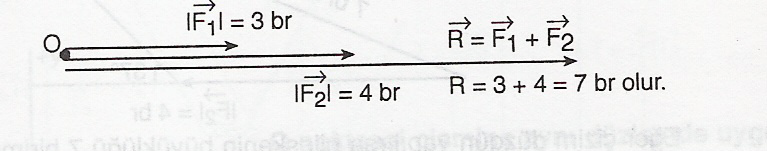 |F₁| = 3 br
O
R = F₁ + F₂
|F₂| = 4 br
R = 3 + 4 = 7 br olur.